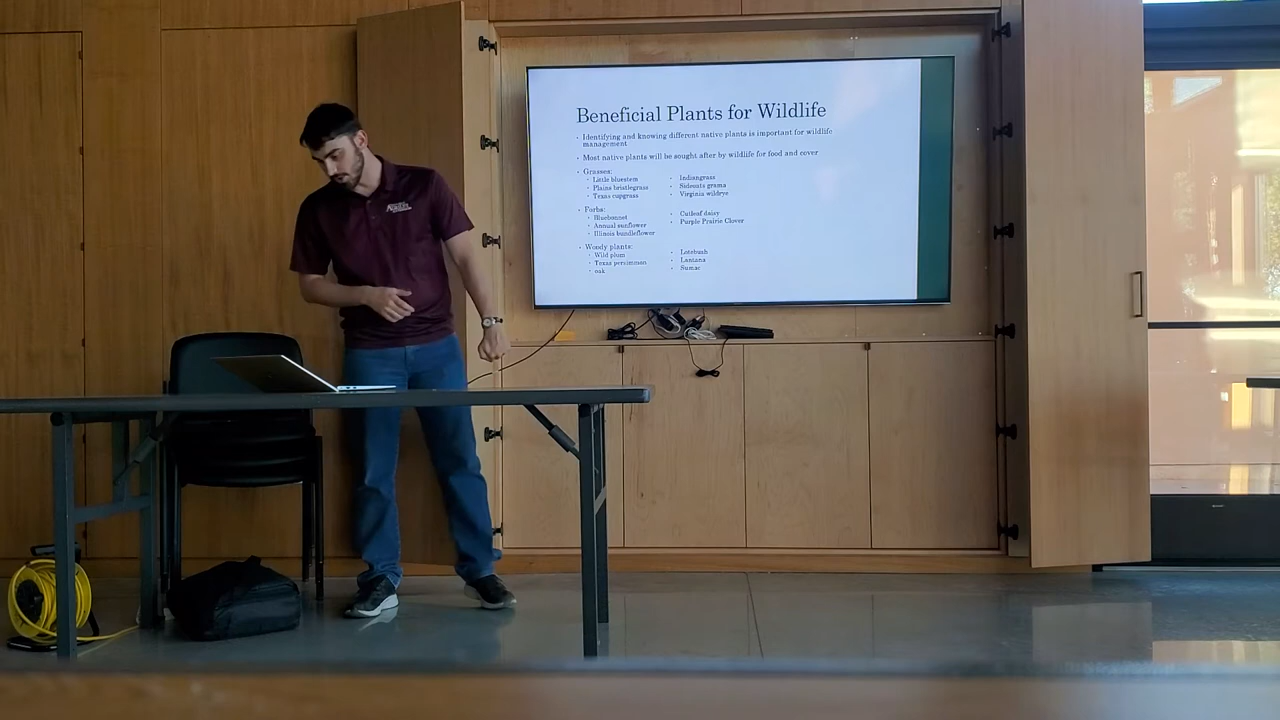 Beneficial Plants for Wildlife
• Identifying and knowing different native plants is important for wildlife
management
• Most native plants will be sought after by wildlife for food and cover
• Grasses:
• Little bluestem
• Plains bristlegrass
• Texas cupgrass
• Indiangrass
• Sideoats grama
• Virginia wildrye
• Forbs:
• Bluebonnet
• Annual sunflower
• Illinois bundleflower
• Cutleaf daisy
• Purple Prairie Clover
• Woody plants:
• Wild plum
• Texas persimmon
• oak
• Lotebush
• Lantana
• Sumac